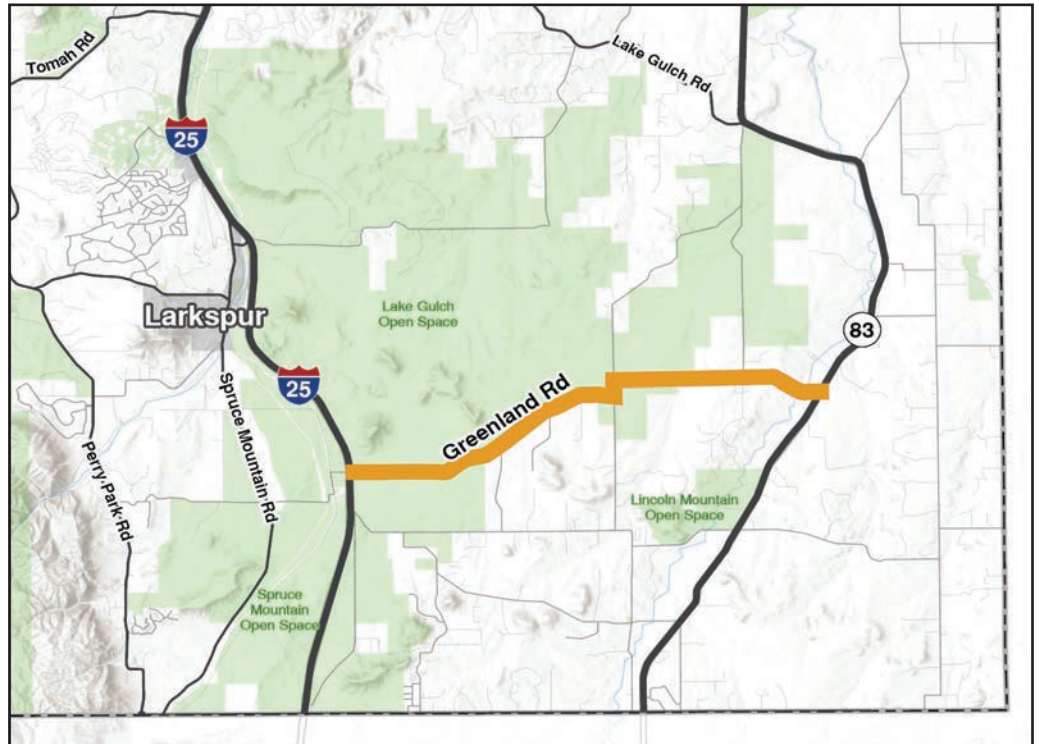 Tomah Rd
Lake Gulch Rd
25
Lake Gulch
Open Space
Larkspur
83
25
Greenland Rd
Spruce Mountain Rd
Perry Park Rd
Lincoln Mountain
Open Space
Spruce
Mountain
Open Space